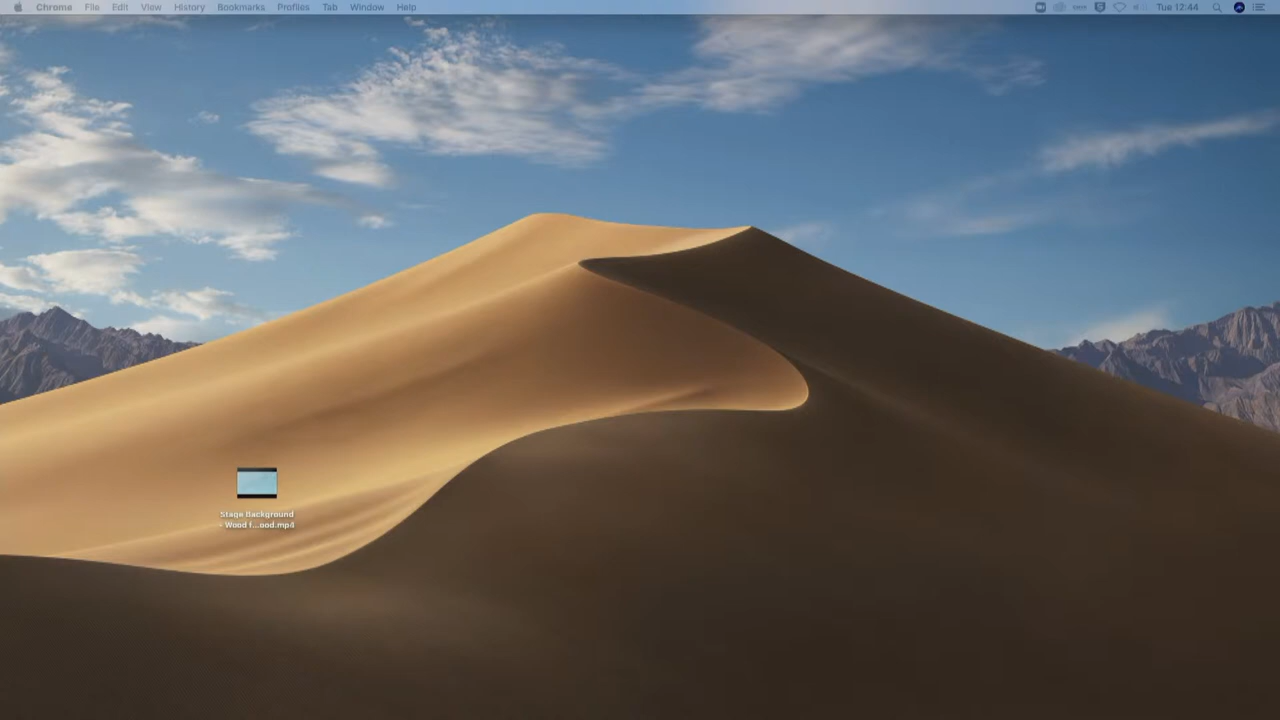 Chrome File Edit View History Bookmarks Profiles Tab Window Help Tue 12:44
Stage Background
- Wood f...ood.mp4